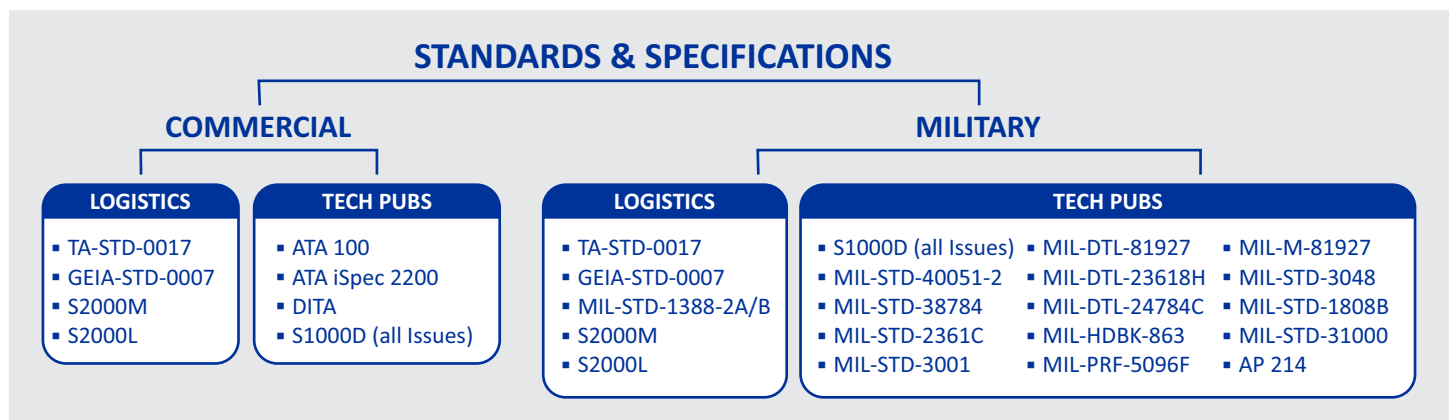 STANDARDS & SPECIFICATIONS
COMMERCIAL
MILITARY
LOGISTICS
▪ TA-STD-0017
▪ GEIA-STD-0007
▪ S2000M
▪ S2000L
TECH PUBS
▪ ATA 100
▪ ATA iSpec 2200
▪ DITA
▪ S1000D (all Issues)
LOGISTICS
▪ TA-STD-0017
▪ GEIA-STD-0007
▪ MIL-STD-1388-2A/B
▪ S2000M
▪ S2000L
TECH PUBS
▪ S1000D (all Issues)
▪ MIL-STD-40051-2
▪ MIL-STD-38784
▪ MIL-STD-2361C
▪ MIL-STD-3001
▪ MIL-DTL-81927
▪ MIL-DTL-23618H
▪ MIL-DTL-24784C
▪ MIL-HDBK-863
▪ MIL-PRF-5096F
▪ MIL-M-81927
▪ MIL-STD-3048
▪ MIL-STD-1808B
▪ MIL-STD-31000
▪ AP 214